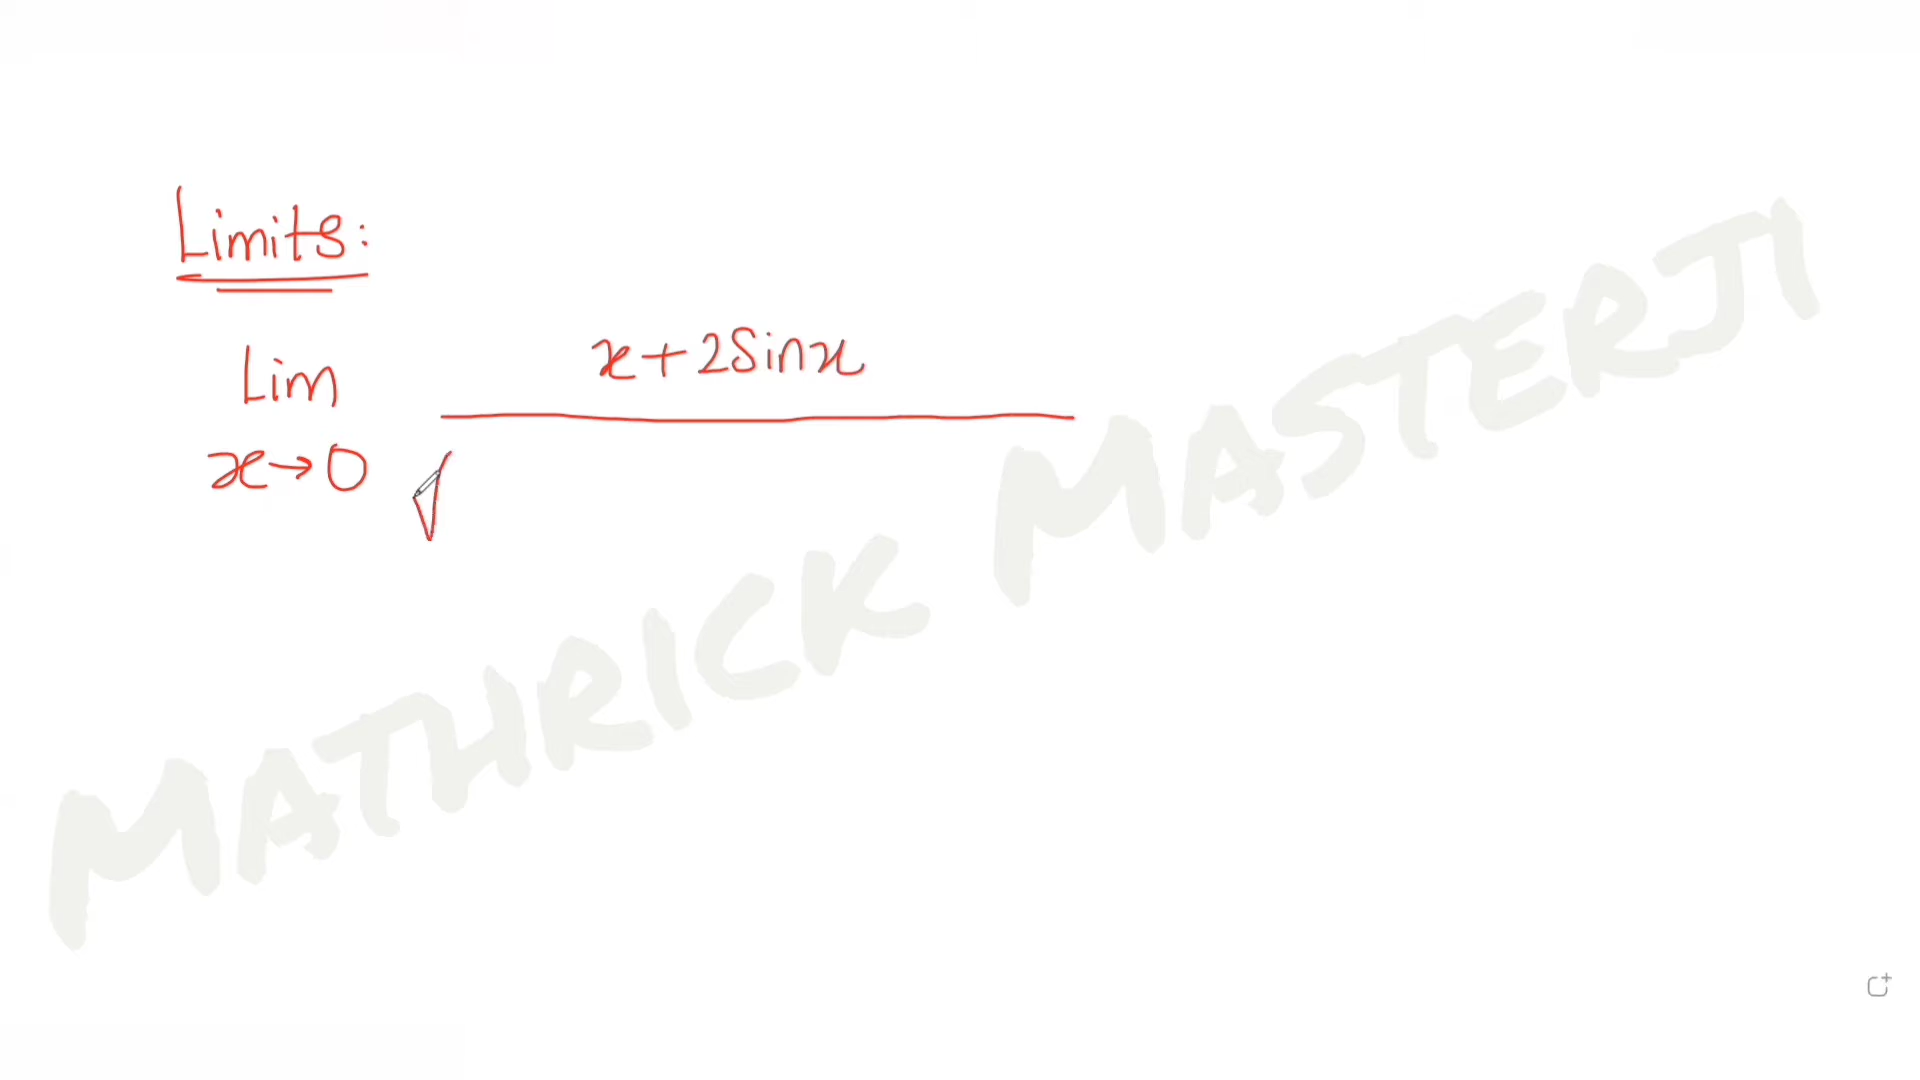 Limits:
Lim x→0 x+2Sinx
√
MATHRICK MASTERJI